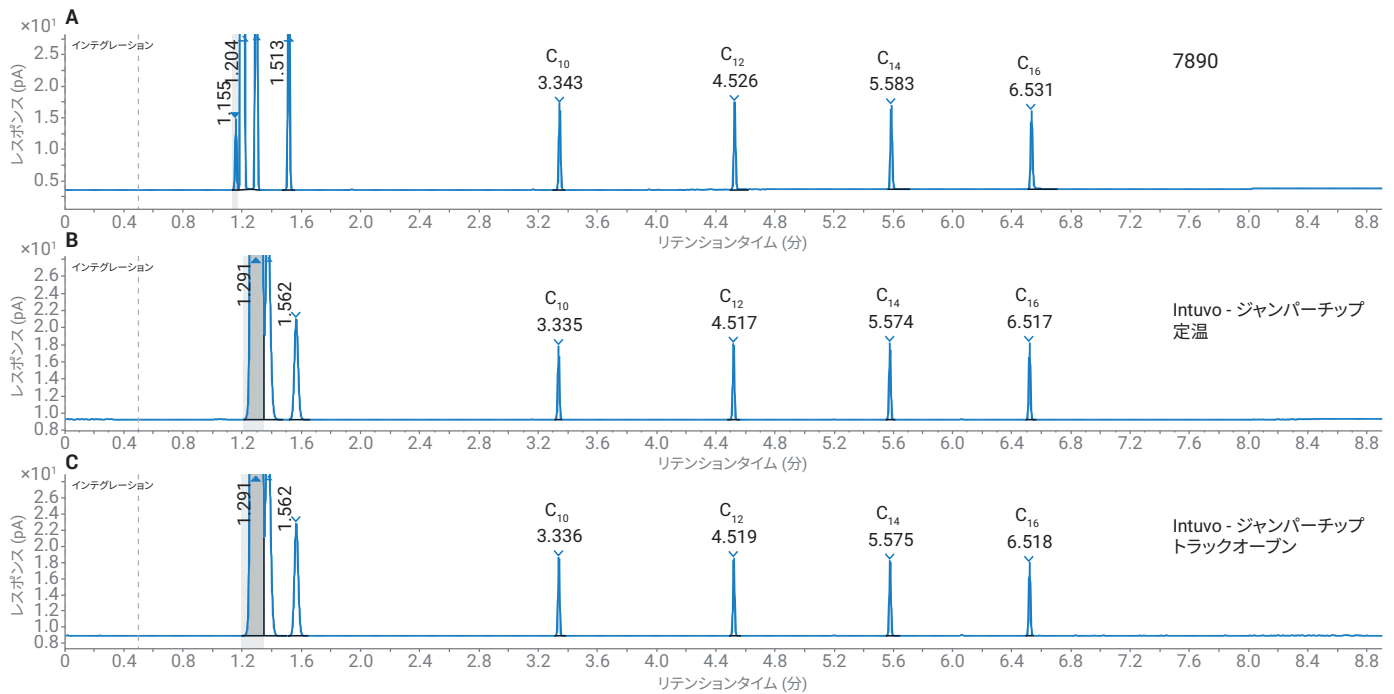 A
×10¹
インテグレーション
1.155
1.204
1.513
C₁₀
3.343
C₁₂
4.526
C₁₄
5.583
C₁₆
6.531
7890
レスポンス (pA)
2.5
2.0
1.5
1.0
0.5
0 0.4 0.8 1.2 1.6 2.0 2.4 2.8 3.2 3.6 4.0 4.4 4.8 5.2 5.6 6.0 6.4 6.8 7.2 7.6 8.0 8.4 8.8
リテンションタイム (分)
B
×10¹
インテグレーション
1.291
1.562
C₁₀
3.335
C₁₂
4.517
C₁₄
5.574
C₁₆
6.517
Intuvo - ジャンパーチップ
定温
レスポンス (pA)
2.6
2.4
2.2
2.0
1.8
1.6
1.4
1.2
1.0
0.8
0 0.4 0.8 1.2 1.6 2.0 2.4 2.8 3.2 3.6 4.0 4.4 4.8 5.2 5.6 6.0 6.4 6.8 7.2 7.6 8.0 8.4 8.8
リテンションタイム (分)
C
×10¹
インテグレーション
1.291
1.562
C₁₀
3.336
C₁₂
4.519
C₁₄
5.575
C₁₆
6.518
Intuvo - ジャンパーチップ
トラックオーブン
レスポンス (pA)
2.6
2.4
2.2
2.0
1.8
1.6
1.4
1.2
1.0
0.8
0 0.4 0.8 1.2 1.6 2.0 2.4 2.8 3.2 3.6 4.0 4.4 4.8 5.2 5.6 6.0 6.4 6.8 7.2 7.6 8.0 8.4 8.8
リテンションタイム (分)